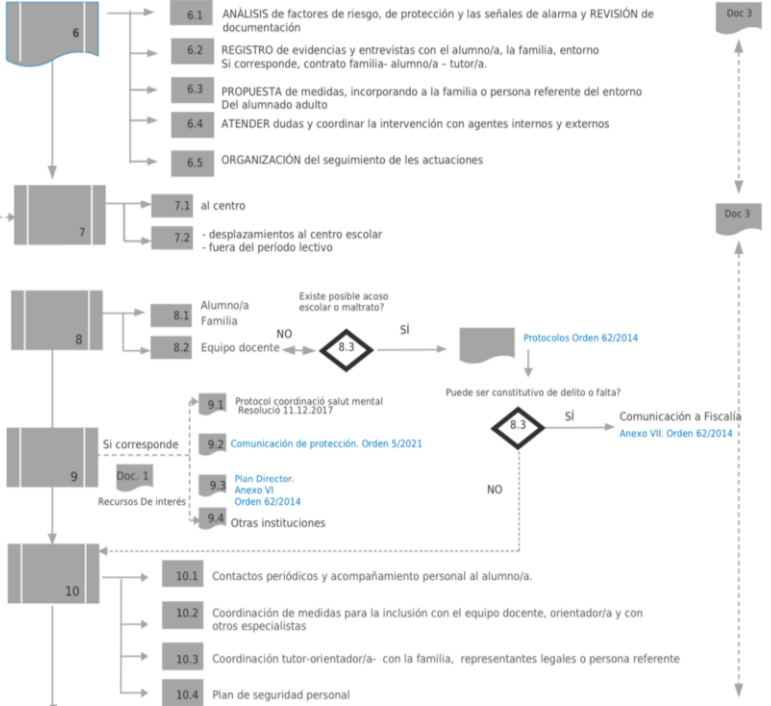 6
6.1
ANÀLISIS de factores de riesgo, de protección y las señales de alarma y REVISIÓN de
documentación
Doc 3
6.2
REGISTRO de evidencias y entrevistas con el alumno/a, la familia, entorno
Si corresponde, contrato familia- alumno/a – tutor/a.
6.3
PROPUESTA de medidas, incorporando a la familia o persona referente del entorno
Del alumnado adulto
6.4
ATENDER dudas y coordinar la intervención con agentes internos y externos
6.5
ORGANIZACIÓN del seguimiento de les actuaciones
7
7.1
al centro
Doc 3
7.2
- desplazamientos al centro escolar
- fuera del período lectivo
8
8.1
Alumno/a
Familia
8.2
Equipo docente
NO
Existe posible acoso
escolar o maltrato?
8.3
SÍ
Protocolos Orden 62/2014
Puede ser constitutivo de delito o falta?
8.3
SÍ
Comunicación a Fiscalía
Anexo VII. Orden 62/2014
NO
9
Si corresponde
Doc. 1
Recursos De interés
9.1
Protocol coordinació salut mental
Resolució 11.12.2017
9.2
Comunicación de protección. Orden 5/2021
9.3
Plan Director.
Anexo VI
Orden 62/2014
9.4
Otras instituciones
10
10.1
Contactos periódicos y acompañamiento personal al alumno/a.
10.2
Coordinación de medidas para la inclusión con el equipo docente, orientador/a y con
otros especialistas
10.3
Coordinación tutor-orientador/a- con la familia, representantes legales o persona referente
10.4
Plan de seguridad personal